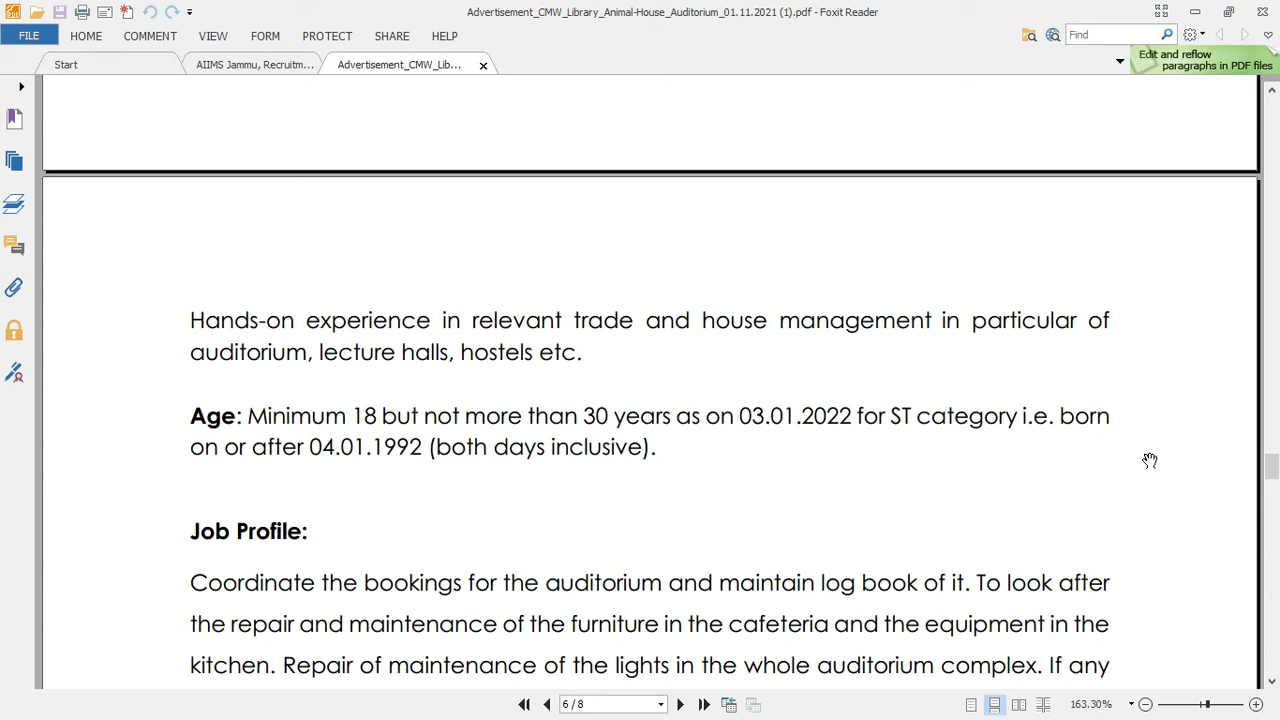 Advertisement_CMW_Library_Animal-House_Auditorium_01.11.2021 (1).pdf - Foxit Reader
FILE HOME COMMENT VIEW FORM PROTECT SHARE HELP Find
Start AIIMS Jammu, Recruitm... Advertisement_CMW_Lib...
Edit and reflow
paragraphs in PDF files
Hands-on experience in relevant trade and house management in particular of
auditorium, lecture halls, hostels etc.
Age: Minimum 18 but not more than 30 years as on 03.01.2022 for ST category i.e. born
on or after 04.01.1992 (both days inclusive).
Job Profile:
Coordinate the bookings for the auditorium and maintain log book of it. To look after
the repair and maintenance of the furniture in the cafeteria and the equipment in the
kitchen. Repair of maintenance of the lights in the whole auditorium complex. If any
6 / 8 163.30%